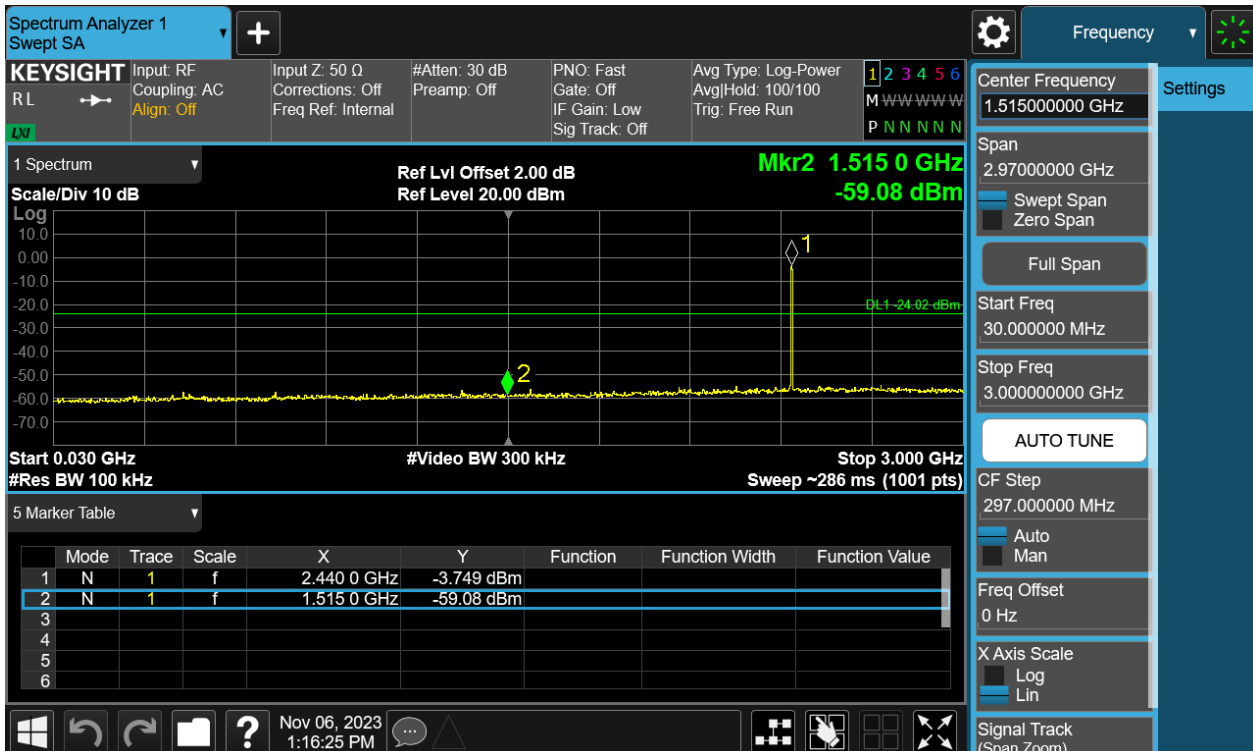 Spectrum Analyzer 1
Swept SA
Frequency
KEYSIGHT
R L
LXI
Input: RF
Coupling: AC
Align: Off
Input Z: 50 Ω
Corrections: Off
Freq Ref: Internal
#Atten: 30 dB
Preamp: Off
PNO: Fast
Gate: Off
IF Gain: Low
Sig Track: Off
Avg Type: Log-Power
Avg|Hold: 100/100
Trig: Free Run
1 2 3 4 5 6
M W W W W W
P N N N N N
1 Spectrum
Scale/Div 10 dB
Ref Lvl Offset 2.00 dB
Ref Level 20.00 dBm
Mkr2 1.515 0 GHz
-59.08 dBm
Log
10.0
0.00
-10.0
-20.0
-30.0
-40.0
-50.0
-60.0
-70.0
1
DL1 -24.02 dBm
2
Start 0.030 GHz
#Video BW 300 kHz
Stop 3.000 GHz
#Res BW 100 kHz
Sweep ~286 ms (1001 pts)
5 Marker Table
Mode Trace Scale X Y Function Function Width Function Value
1 N 1 f 2.440 0 GHz -3.749 dBm
2 N 1 f 1.515 0 GHz -59.08 dBm
3
4
5
6
?
Nov 06, 2023
1:16:25 PM
Center Frequency
1.515000000 GHz
Settings
Span
2.97000000 GHz
Swept Span
Zero Span
Full Span
Start Freq
30.000000 MHz
Stop Freq
3.000000000 GHz
AUTO TUNE
CF Step
297.000000 MHz
Auto
Man
Freq Offset
0 Hz
X Axis Scale
Log
Lin
Signal Track
(Span Zoom)